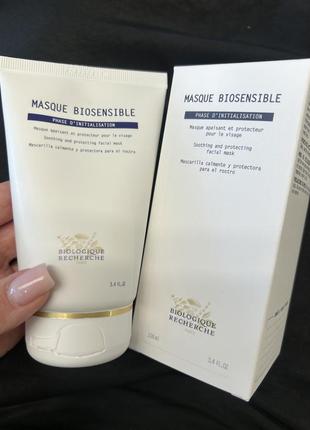 MASQUE BIOSENSIBLE
PHASE D'INITIALISATION
Masque apaisant et protecteur pour le visage
Soothing and protecting facial mask
Mascarilla calmante y protectora para el rostro
BIOLOGIQUE
RECHERCHE
PARIS
3.4 fl.oz
MASQUE BIOSENSIBLE
PHASE D'INITIALISATION
Masque apaisant et protecteur
pour le visage
Soothing and protecting
facial mask
Mascarilla calmante y protectora
para el rostro
BIOLOGIQUE
RECHERCHE
PARIS
3.4 FL.OZ